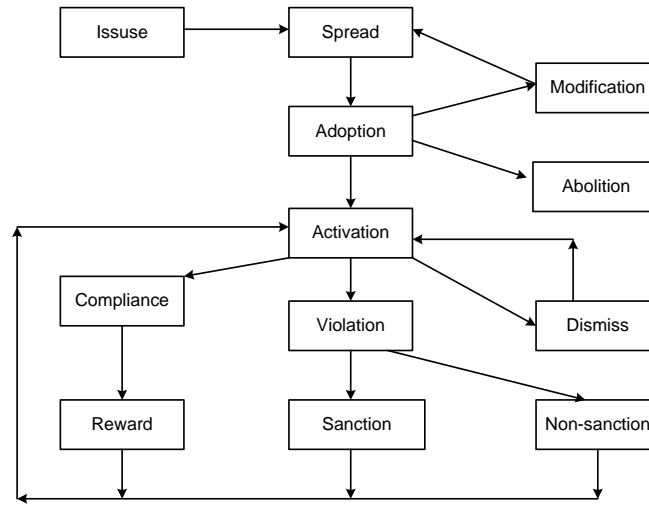 Issuse
Spread
Modification
Adoption
Abolition
Activation
Compliance
Violation
Dismiss
Reward
Sanction
Non-sanction